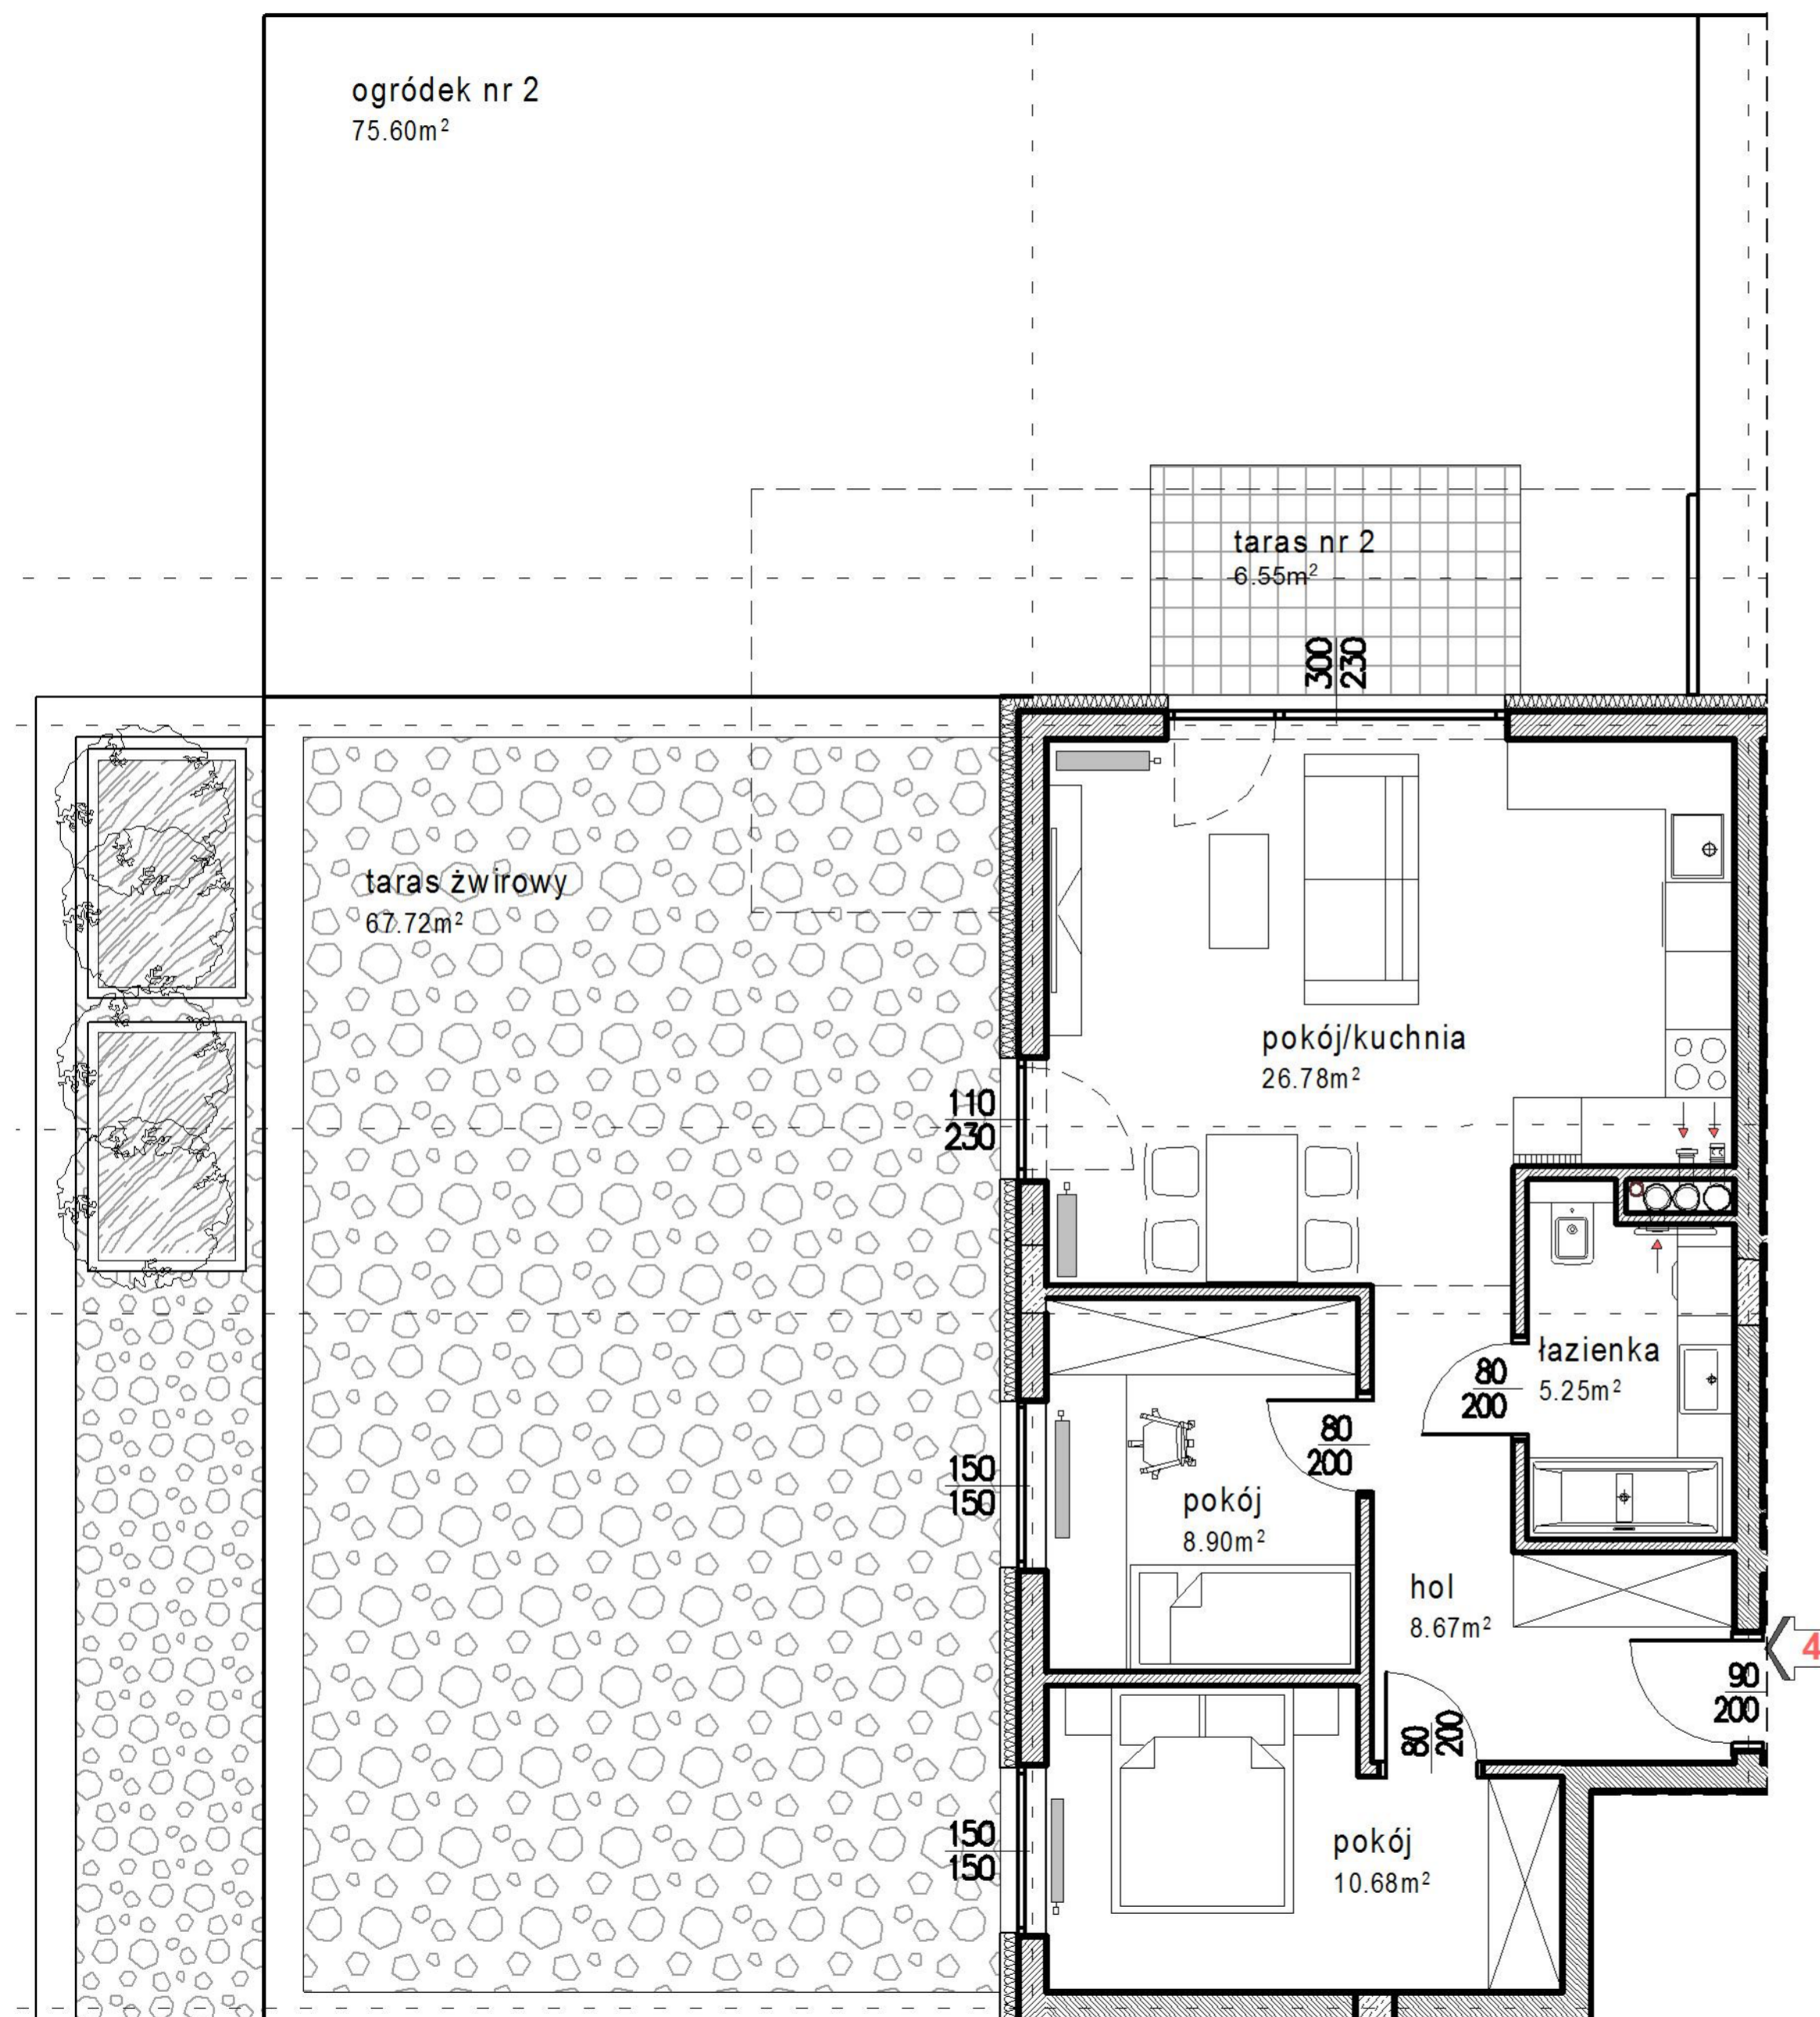 ogródek nr 2
75.60m²
taras nr 2
6.55m²
300
230
taras żwirowy
67.72m²
pokój/kuchnia
26.78m²
110
230
łazienka
5.25m²
80
200
80
200
150
150
pokój
8.90m²
hol
8.67m²
4
90
200
80
200
150
150
pokój
10.68m²